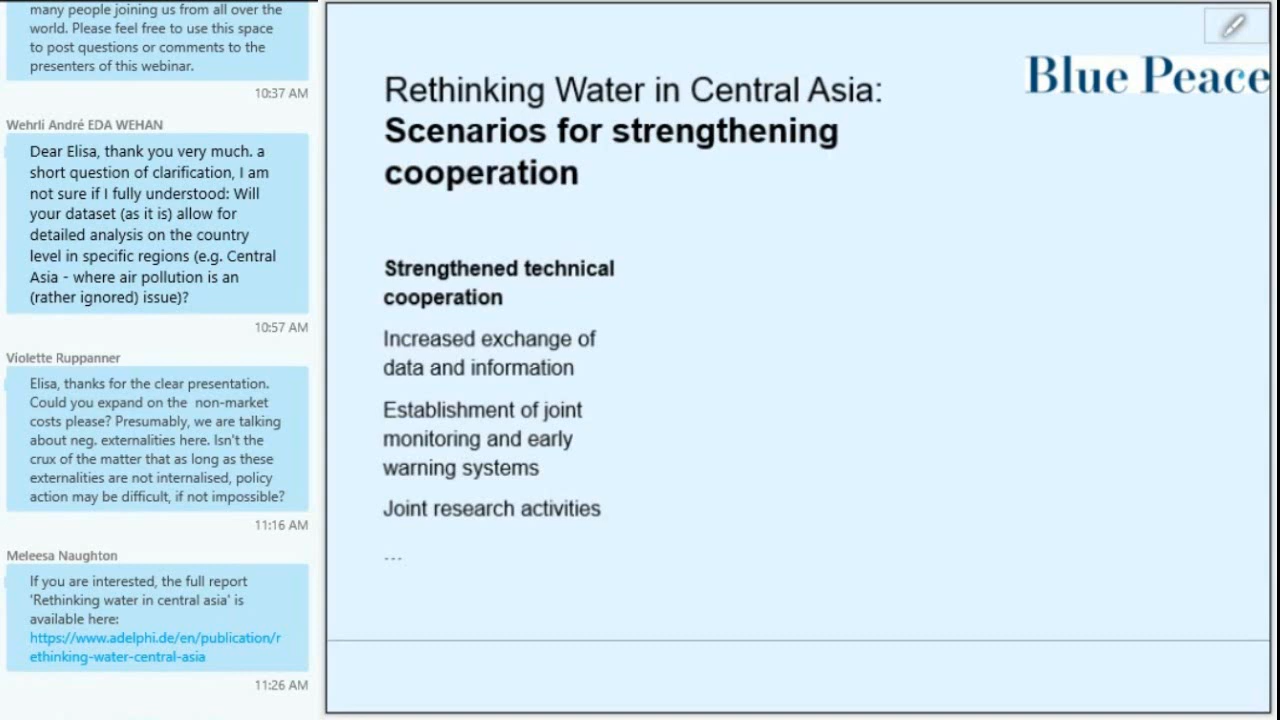 many people joining us from all over the
world. Please feel free to use this space
to post questions or comments to the
presenters of this webinar.
10:37 AM
Wehrli André EDA WEHAN
Dear Elisa, thank you very much. a
short question of clarification, I am
not sure if I fully understood: Will
your dataset (as it is) allow for
detailed analysis on the country
level in specific regions (e.g. Central
Asia - where air pollution is an
(rather ignored) issue)?
10:57 AM
Violette Ruppanner
Elisa, thanks for the clear presentation.
Could you expand on the  non-market
costs please? Presumably, we are talking
about neg. externalities here. Isn't the
crux of the matter that as long as these
externalities are not internalised, policy
action may be difficult, if not impossible?
11:16 AM
Meleesa Naughton
If you are interested, the full report
'Rethinking water in central asia' is
available here:
https://www.adelphi.de/en/publication/r
ethinking-water-central-asia
11:26 AM
Blue Peace
Rethinking Water in Central Asia:
Scenarios for strengthening
cooperation
Strengthened technical
cooperation
Increased exchange of
data and information
Establishment of joint
monitoring and early
warning systems
Joint research activities
...